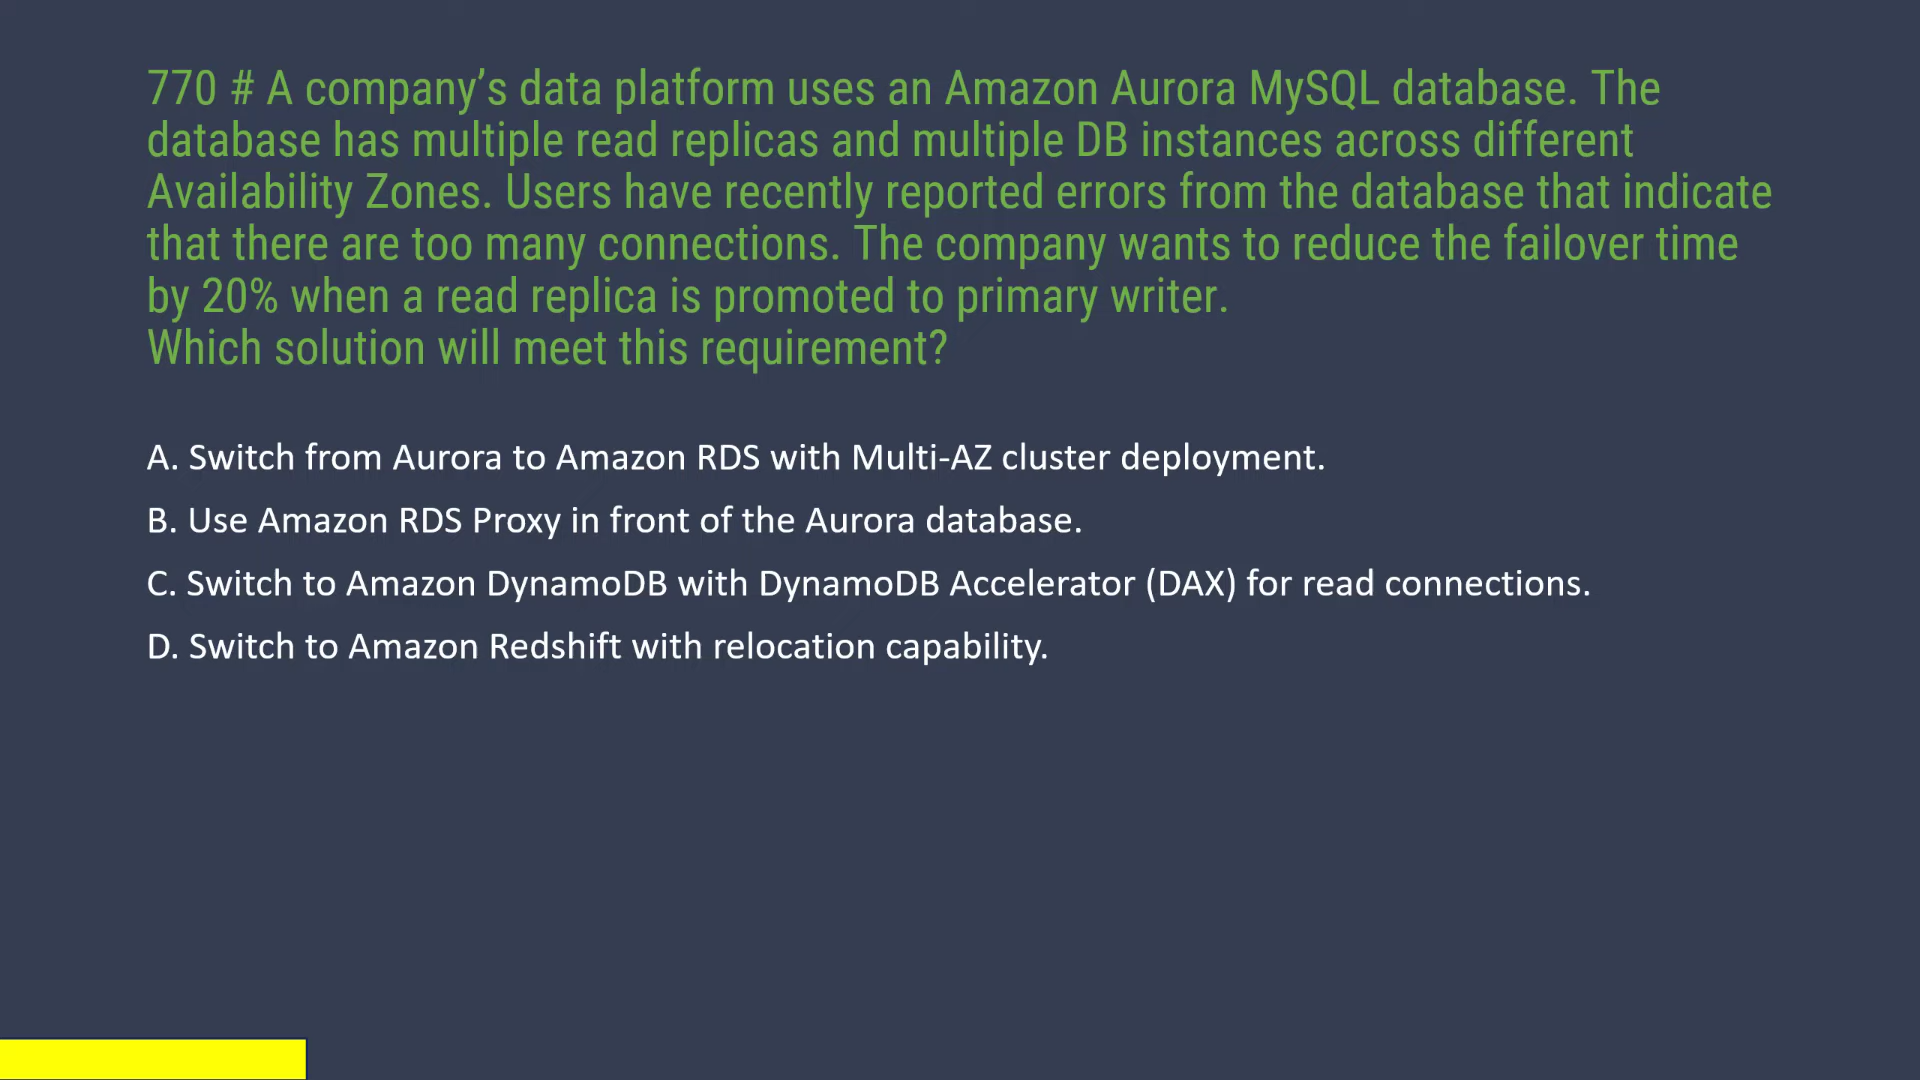 770 # A company’s data platform uses an Amazon Aurora MySQL database. The
database has multiple read replicas and multiple DB instances across different
Availability Zones. Users have recently reported errors from the database that indicate
that there are too many connections. The company wants to reduce the failover time
by 20% when a read replica is promoted to primary writer.
Which solution will meet this requirement?
A. Switch from Aurora to Amazon RDS with Multi-AZ cluster deployment.
B. Use Amazon RDS Proxy in front of the Aurora database.
C. Switch to Amazon DynamoDB with DynamoDB Accelerator (DAX) for read connections.
D. Switch to Amazon Redshift with relocation capability.